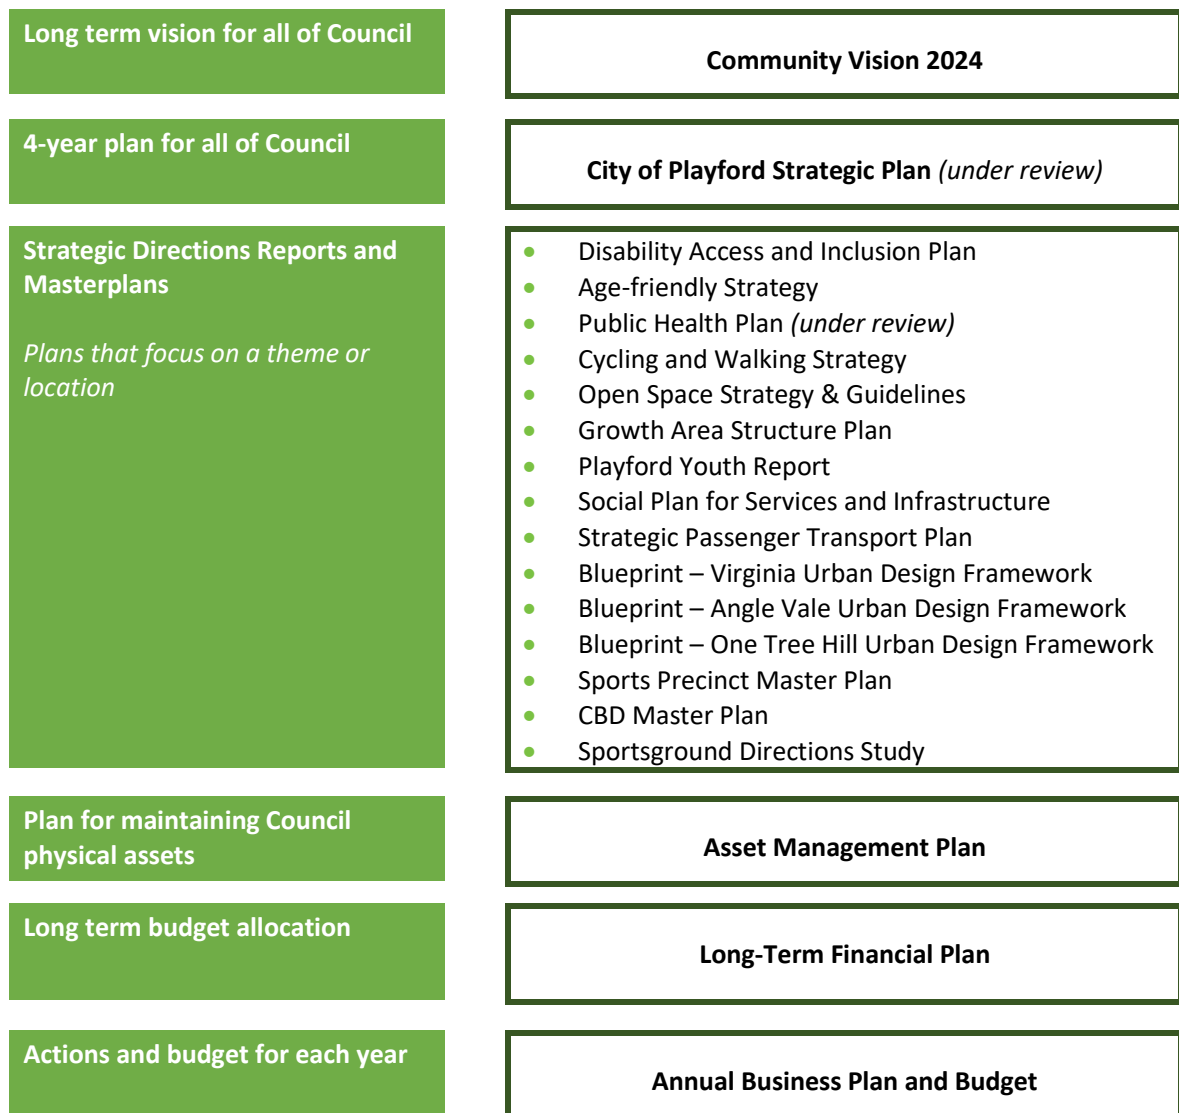 Long term vision for all of Council
Community Vision 2024
4-year plan for all of Council
City of Playford Strategic Plan (under review)
Strategic Directions Reports and
Masterplans
Plans that focus on a theme or
location
• Disability Access and Inclusion Plan
• Age-friendly Strategy
• Public Health Plan (under review)
• Cycling and Walking Strategy
• Open Space Strategy & Guidelines
• Growth Area Structure Plan
• Playford Youth Report
• Social Plan for Services and Infrastructure
• Strategic Passenger Transport Plan
• Blueprint – Virginia Urban Design Framework
• Blueprint – Angle Vale Urban Design Framework
• Blueprint – One Tree Hill Urban Design Framework
• Sports Precinct Master Plan
• CBD Master Plan
• Sportsground Directions Study
Plan for maintaining Council
physical assets
Asset Management Plan
Long term budget allocation
Long-Term Financial Plan
Actions and budget for each year
Annual Business Plan and Budget